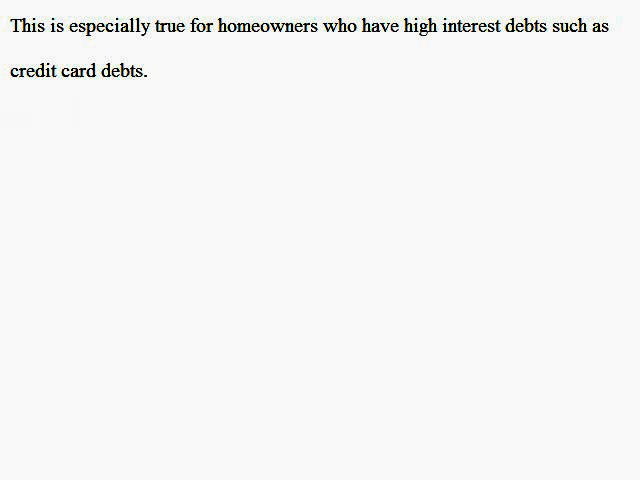 This is especially true for homeowners who have high interest debts such as
credit card debts.